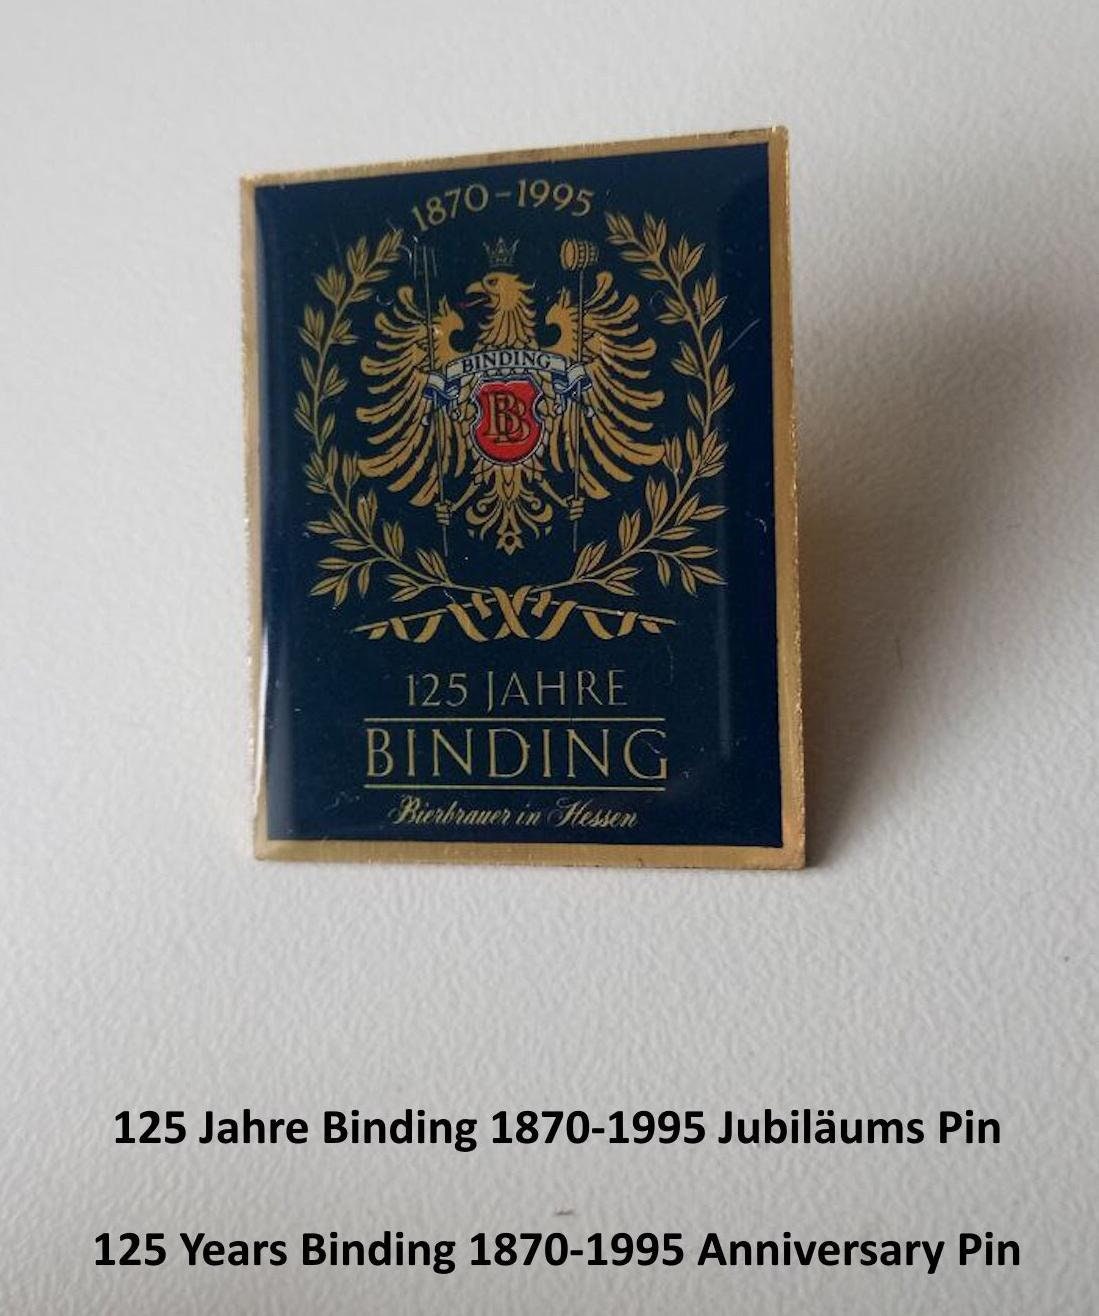 1870-1995
BINDING
BB
125 JAHRE
BINDING
Bierbrauer in Hessen
125 Jahre Binding 1870-1995 Jubiläums Pin
125 Years Binding 1870-1995 Anniversary Pin